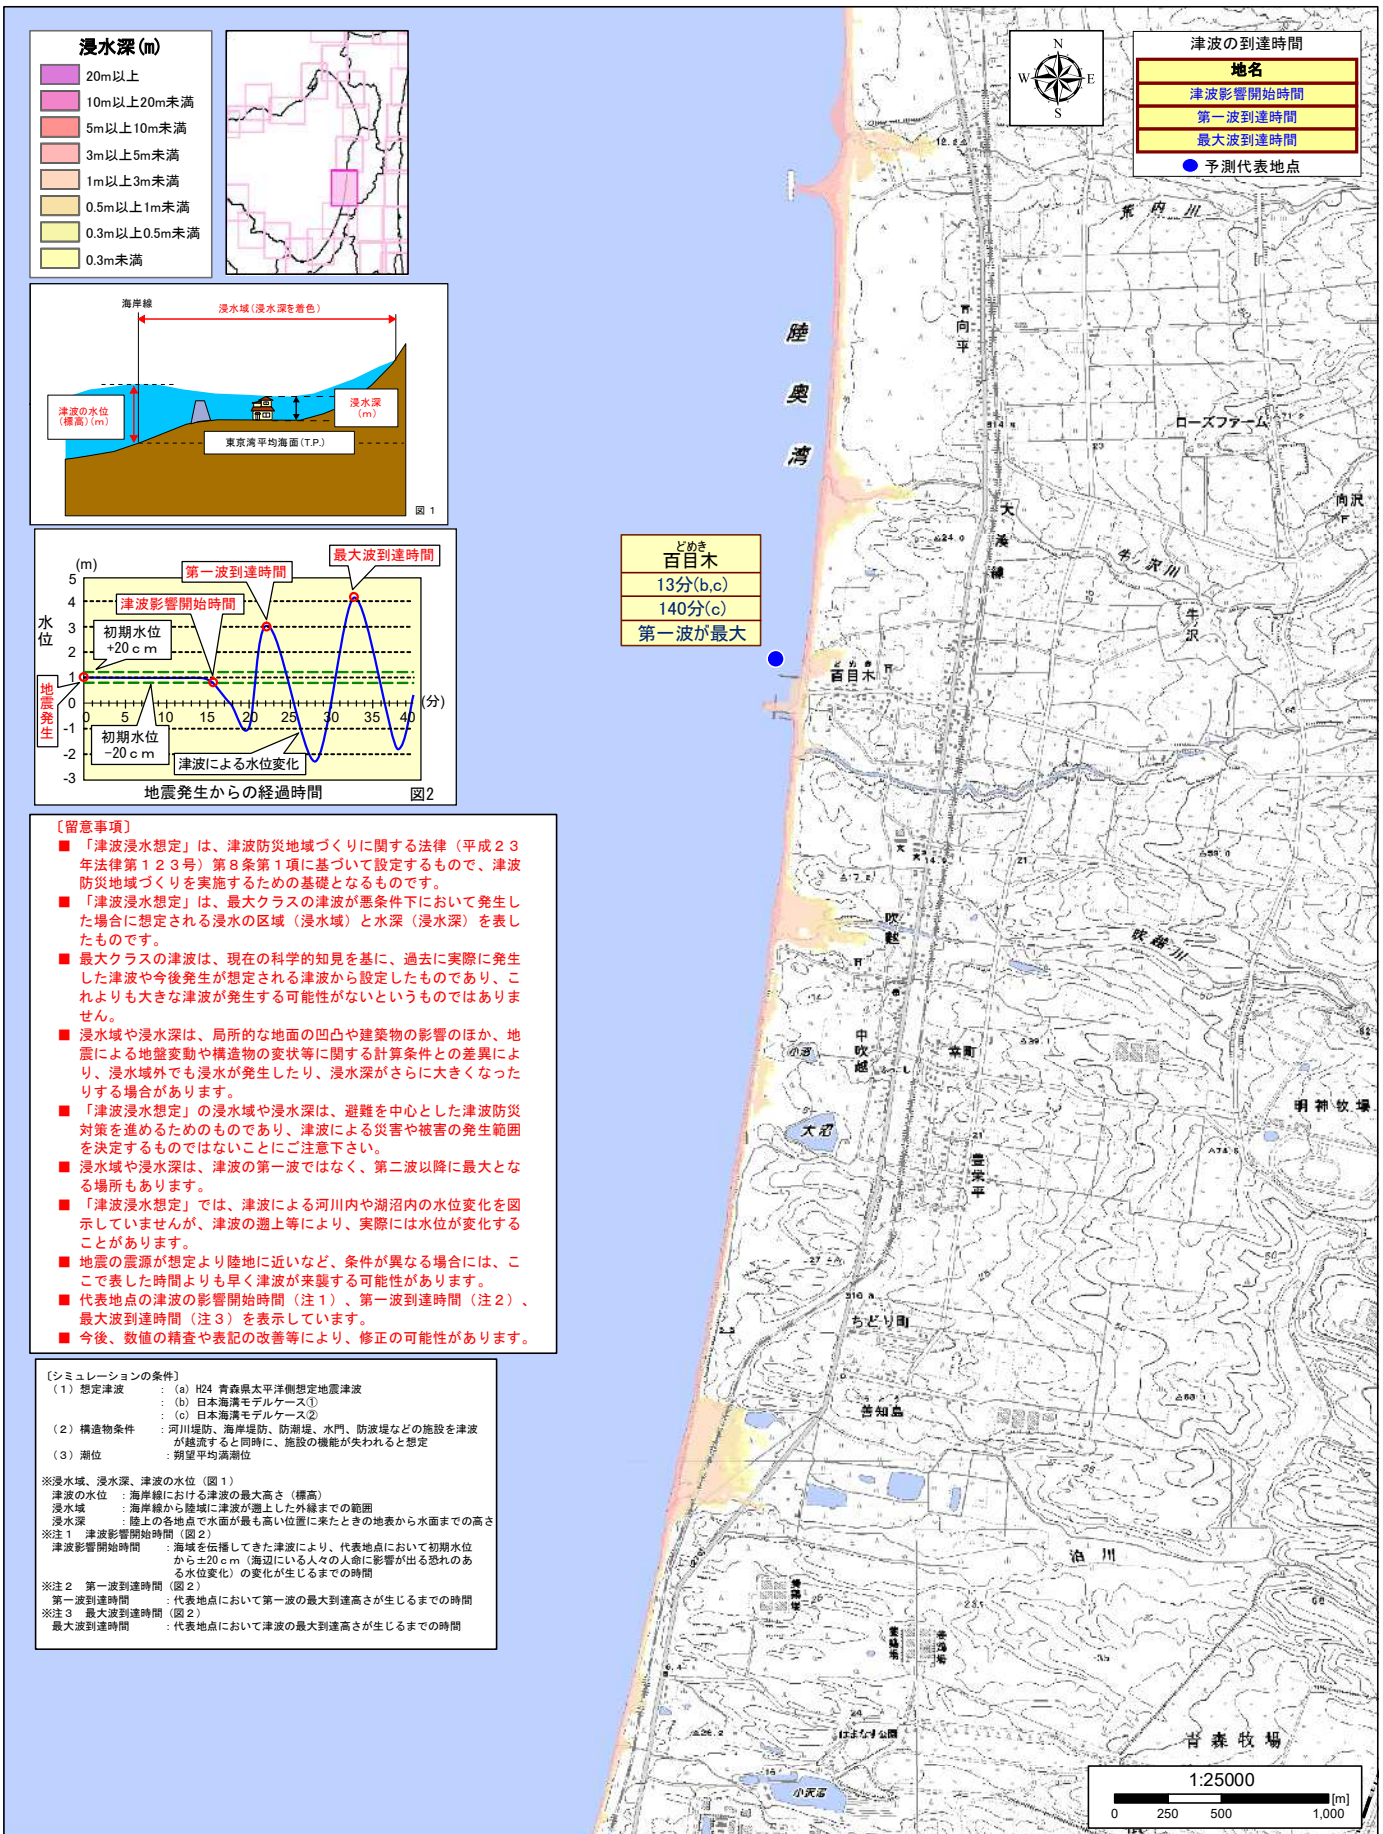 浸水深(m)
20m以上
10m以上20m未満
5m以上10m未満
3m以上5m未満
1m以上3m未満
0.5m以上1m未満
0.3m以上0.5m未満
0.3m未満
N
W E
S
津波の到達時間
地名
津波影響開始時間
第一波到達時間
最大波到達時間
予測代表地点
海岸線
浸水域(浸水深を着色)
津波の水位
(標高)(m)
浸水深
(m)
東京湾平均海面(T.P.)
図 1
(m)
水位
5
4
3
2
1
0
-1
-2
-3
0 5 10 15 20 25 30 35 40
(分)
最大波到達時間
第一波到達時間
津波影響開始時間
初期水位
+20ｃｍ
地震発生
初期水位
-20ｃｍ
津波による水位変化
地震発生からの経過時間
図2
〔留意事項〕
■ 「津波浸水想定」は、津波防災地域づくりに関する法律（平成２３
年法律第１２３号）第８条第１項に基づいて設定するもので、津波
防災地域づくりを実施するための基礎となるものです。
■ 「津波浸水想定」は、最大クラスの津波が悪条件下において発生し
た場合に想定される浸水の区域（浸水域）と水深（浸水深）を表し
たものです。
■ 最大クラスの津波は、現在の科学的知見を基に、過去に実際に発生
した津波や今後発生が想定される津波から設定したものであり、こ
れよりも大きな津波が発生する可能性がないというものではありま
せん。
■ 浸水域や浸水深は、局所的な地面の凹凸や建築物の影響のほか、地
震による地盤変動や構造物の変状等に関する計算条件との差異によ
り、浸水域外でも浸水が発生したり、浸水深がさらに大きくなった
りする場合があります。
■ 「津波浸水想定」の浸水域や浸水深は、避難を中心とした津波防災
対策を進めるためのものであり、津波による災害や被害の発生範囲
を決定するものではないことにご注意下さい。
■ 浸水域や浸水深は、津波の第一波ではなく、第二波以降に最大とな
る場所もあります。
■ 「津波浸水想定」では、津波による河川内や湖沼内の水位変化を図
示していませんが、津波の遡上等により、実際には水位が変化する
ことがあります。
■ 地震の震源が想定より陸地に近いなど、条件が異なる場合には、こ
こで表した時間よりも早く津波が来襲する可能性があります。
■ 代表地点の津波の影響開始時間（注１）、第一波到達時間（注２）、
最大波到達時間（注３）を表示しています。
■ 今後、数値の精査や表記の改善等により、修正の可能性があります。
〔シミュレーションの条件〕
（１）想定津波 ：（a）H24 青森県太平洋側想定地震津波
：（b）日本海溝モデルケース①
：（c）日本海溝モデルケース②
（２）構造物条件 ：河川堤防、海岸堤防、防潮堤、水門、防波堤などの施設を津波
が越流すると同時に、施設の機能が失われると想定
（３）潮位 ：朔望平均満潮位
※浸水域、浸水深、津波の水位（図１）
津波の水位 ：海岸線における津波の最大高さ（標高）
浸水域 ：海岸線から陸域に津波が遡上した外縁までの範囲
浸水深 ：陸上の各地点で水面が最も高い位置に来たときの地表から水面までの高さ
※注１ 津波影響開始時間（図２）
津波影響開始時間 ：海域を伝播してきた津波により、代表地点において初期水位
から±20ｃｍ（海辺にいる人々の人命に影響が出る恐れのあ
る水位変化）の変化が生じるまでの時間
※注２ 第一波到達時間（図２）
第一波到達時間 ：代表地点において第一波の最大到達高さが生じるまでの時間
※注３ 最大波到達時間（図２）
最大波到達時間 ：代表地点において津波の最大到達高さが生じるまでの時間
どめき
百目木
13分(b,c)
140分(c)
第一波が最大
陸奥湾
荒内川
向平
ローズファーム
向沢
大湊線
牛ノ沢川
牛沢
24.0
23
どめき
百目木
吹越
吹越川
中吹越
幸町
小沼
大沼
明神牧場
豊栄平
21
ちどり町
善知鳥
泊川
養鶏場
養鶏場
養鶏場
はまなす公園
小沢沼
青森牧場
1:25000
[m]
0 250 500 1,000